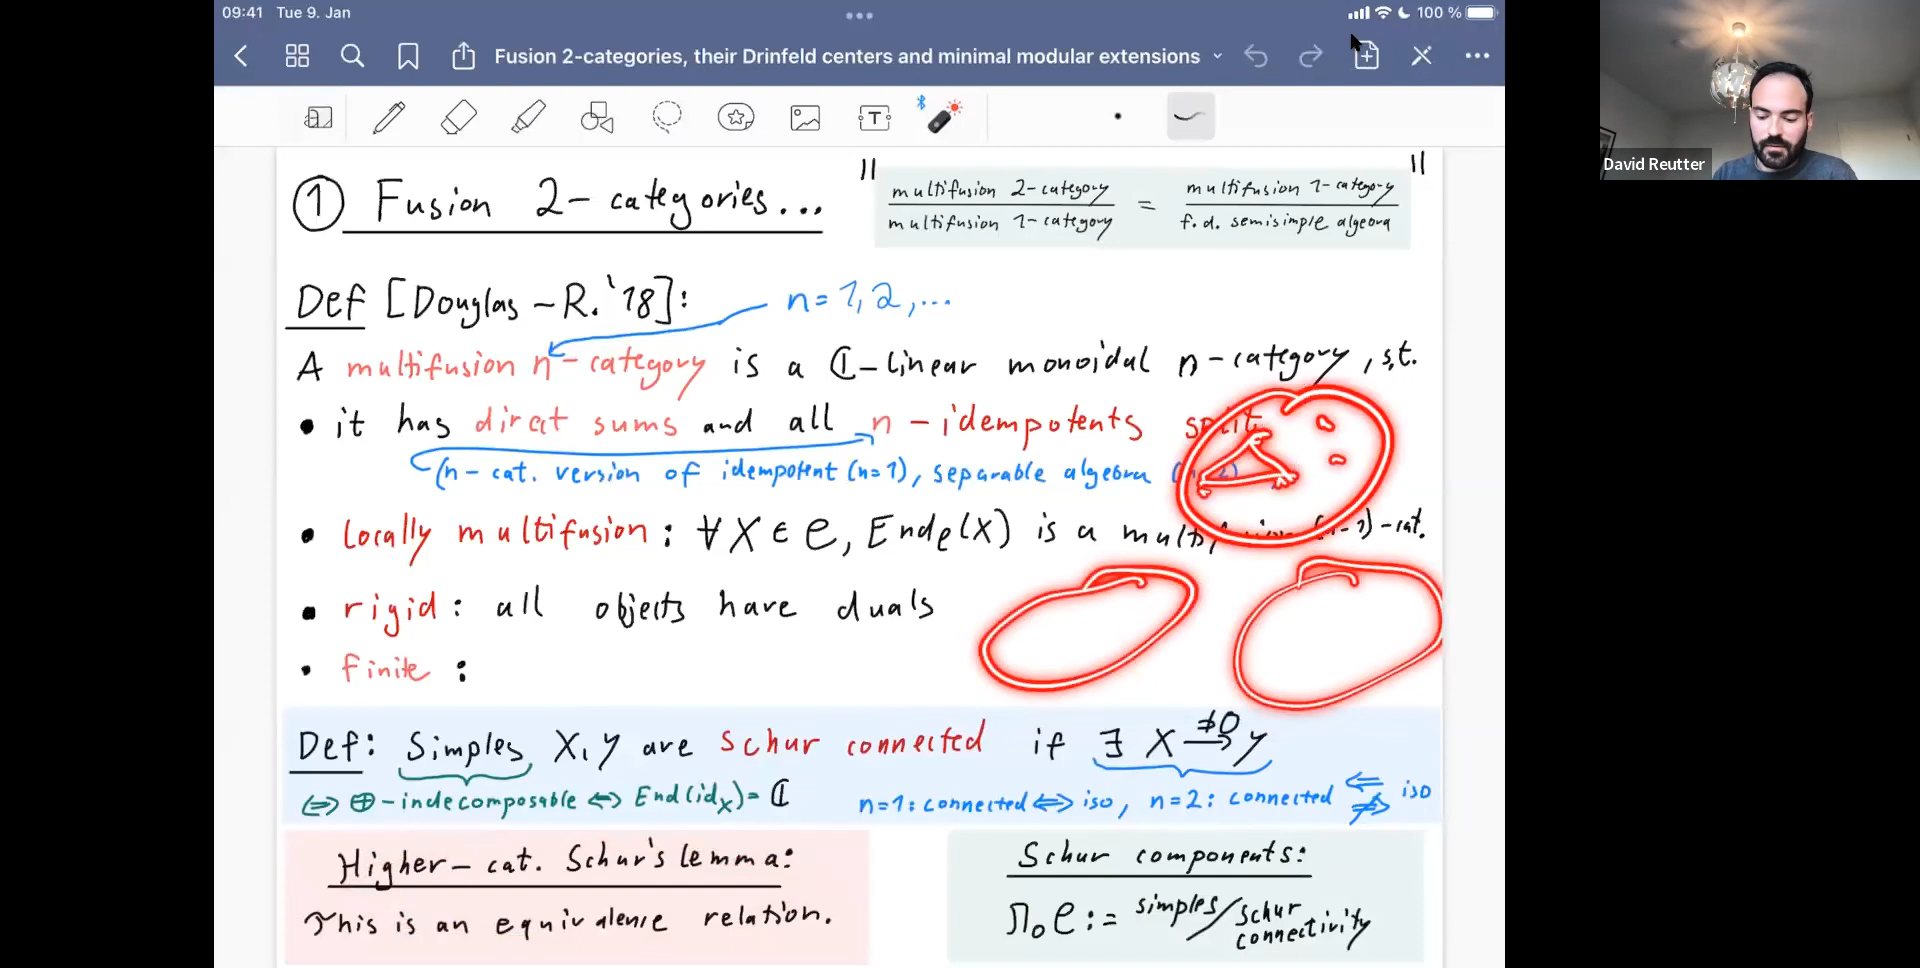 09:41 Tue 9. Jan
100 %
Fusion 2-categories, their Drinfeld centers and minimal modular extensions
David Reutter
① Fusion 2-categories...
" multifusion 2-category / multifusion 1-category = multifusion 1-category / f.d. semisimple algebra "
Def [Douglas – R. '18]:
n = 1, 2, ...
A multifusion n-category is a ℂ-linear monoidal n-category, s.t.
• it has direct sums and all n-idempotents split
(n-cat. version of idempotent (n=1), separable algebra
• locally multifusion: ∀ X ∈ C, End_C(X) is a -cat.
• rigid: all objects have duals
• finite:
Def: Simples X, Y are Schur connected if ∃ X →^{≠0} Y
⇔ ⊕-indecomposable ⇔ End(id_X) = ℂ
n=1: connected ⇔ iso, n=2: connected ⇐ ⇏ iso
Higher-cat. Schur's lemma:
This is an equivalence relation.
Schur components:
Π₀C := simples / Schur connectivity